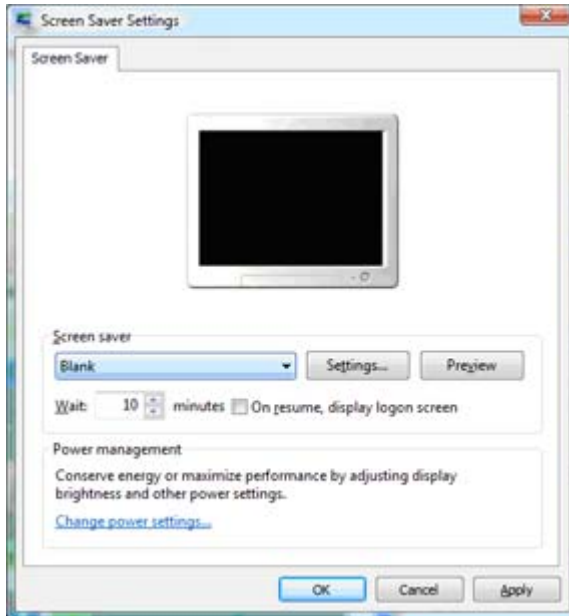 Screen Saver Settings
Screen Saver
Screen saver
Blank
Settings...
Preview
Wait: 10 minutes On resume, display logon screen
Power management
Conserve energy or maximize performance by adjusting display
brightness and other power settings.
Change power settings...
OK Cancel Apply